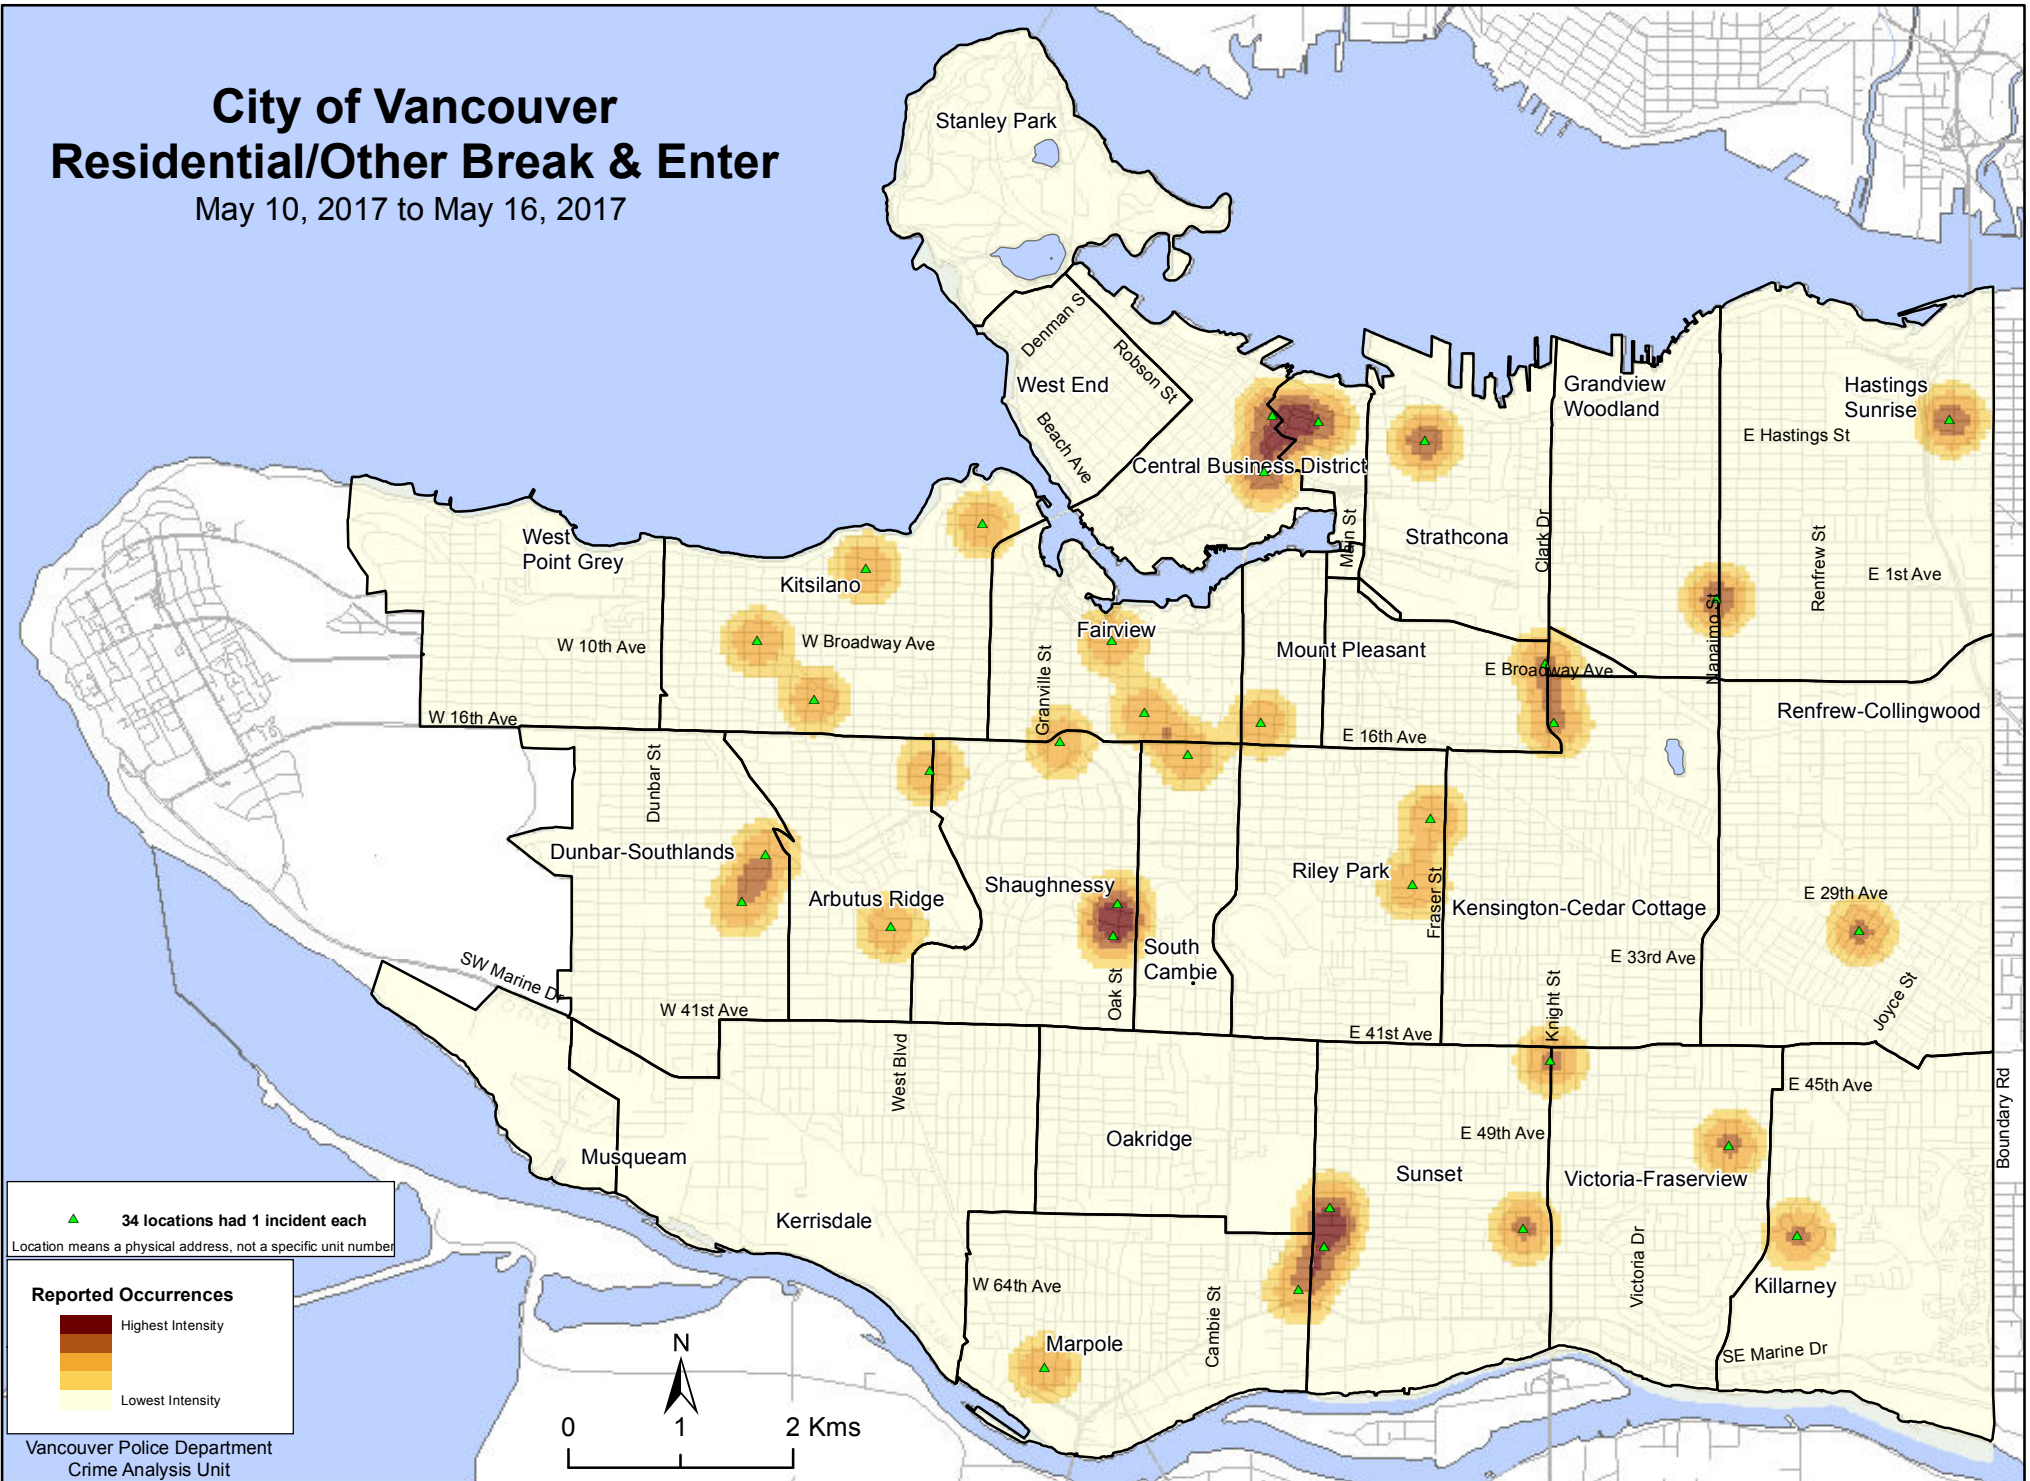 City of Vancouver
Residential/Other Break & Enter
May 10, 2017 to May 16, 2017
Stanley Park
Denman S
Robson St
West End
Beach Ave
Central Business District
Grandview
Woodland
Hastings
Sunrise
E Hastings St
West
Point Grey
Kitsilano
Strathcona
Main St
Clark Dr
Renfrew St
E 1st Ave
Nanaimo St
W 10th Ave
W Broadway Ave
Fairview
Granville St
Mount Pleasant
E Broadway Ave
W 16th Ave
E 16th Ave
Renfrew-Collingwood
Dunbar St
Dunbar-Southlands
Arbutus Ridge
Shaughnessy
Riley Park
Fraser St
E 29th Ave
Kensington-Cedar Cottage
South
Cambie
Oak St
E 33rd Ave
SW Marine Dr
W 41st Ave
Knight St
Joyce St
E 41st Ave
West Blvd
E 45th Ave
Boundary Rd
Oakridge
E 49th Ave
Musqueam
Sunset
Victoria-Fraserview
Kerrisdale
Victoria Dr
W 64th Ave
Cambie St
Killarney
Marpole
SE Marine Dr
34 locations had 1 incident each
Location means a physical address, not a specific unit number
Reported Occurrences
Highest Intensity
Lowest Intensity
N
0 1 2 Kms
Vancouver Police Department
Crime Analysis Unit